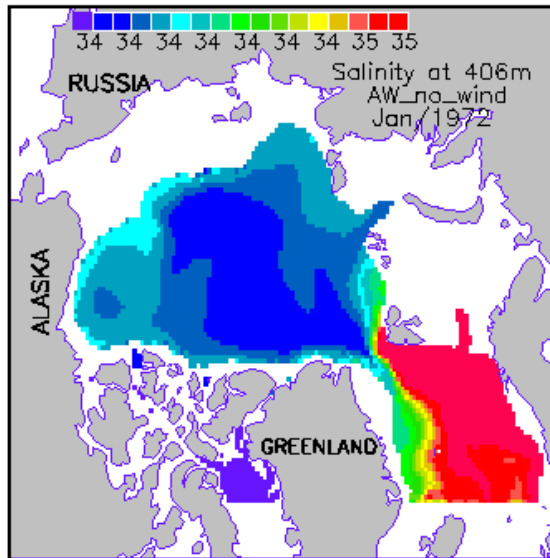 34 34 34 34 34 34 34 35 35
RUSSIA
Salinity at 406m
AW_no_wind
Jan/1972
ALASKA
GREENLAND